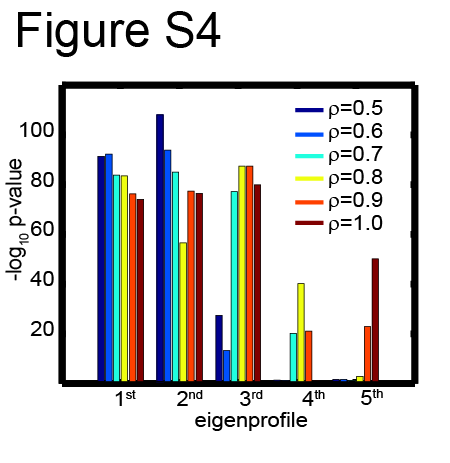 Figure S4
ρ=0.5
ρ=0.6
ρ=0.7
ρ=0.8
ρ=0.9
ρ=1.0
100
80
60
40
20
-log10 p-value
1st 2nd 3rd 4th 5th
eigenprofile